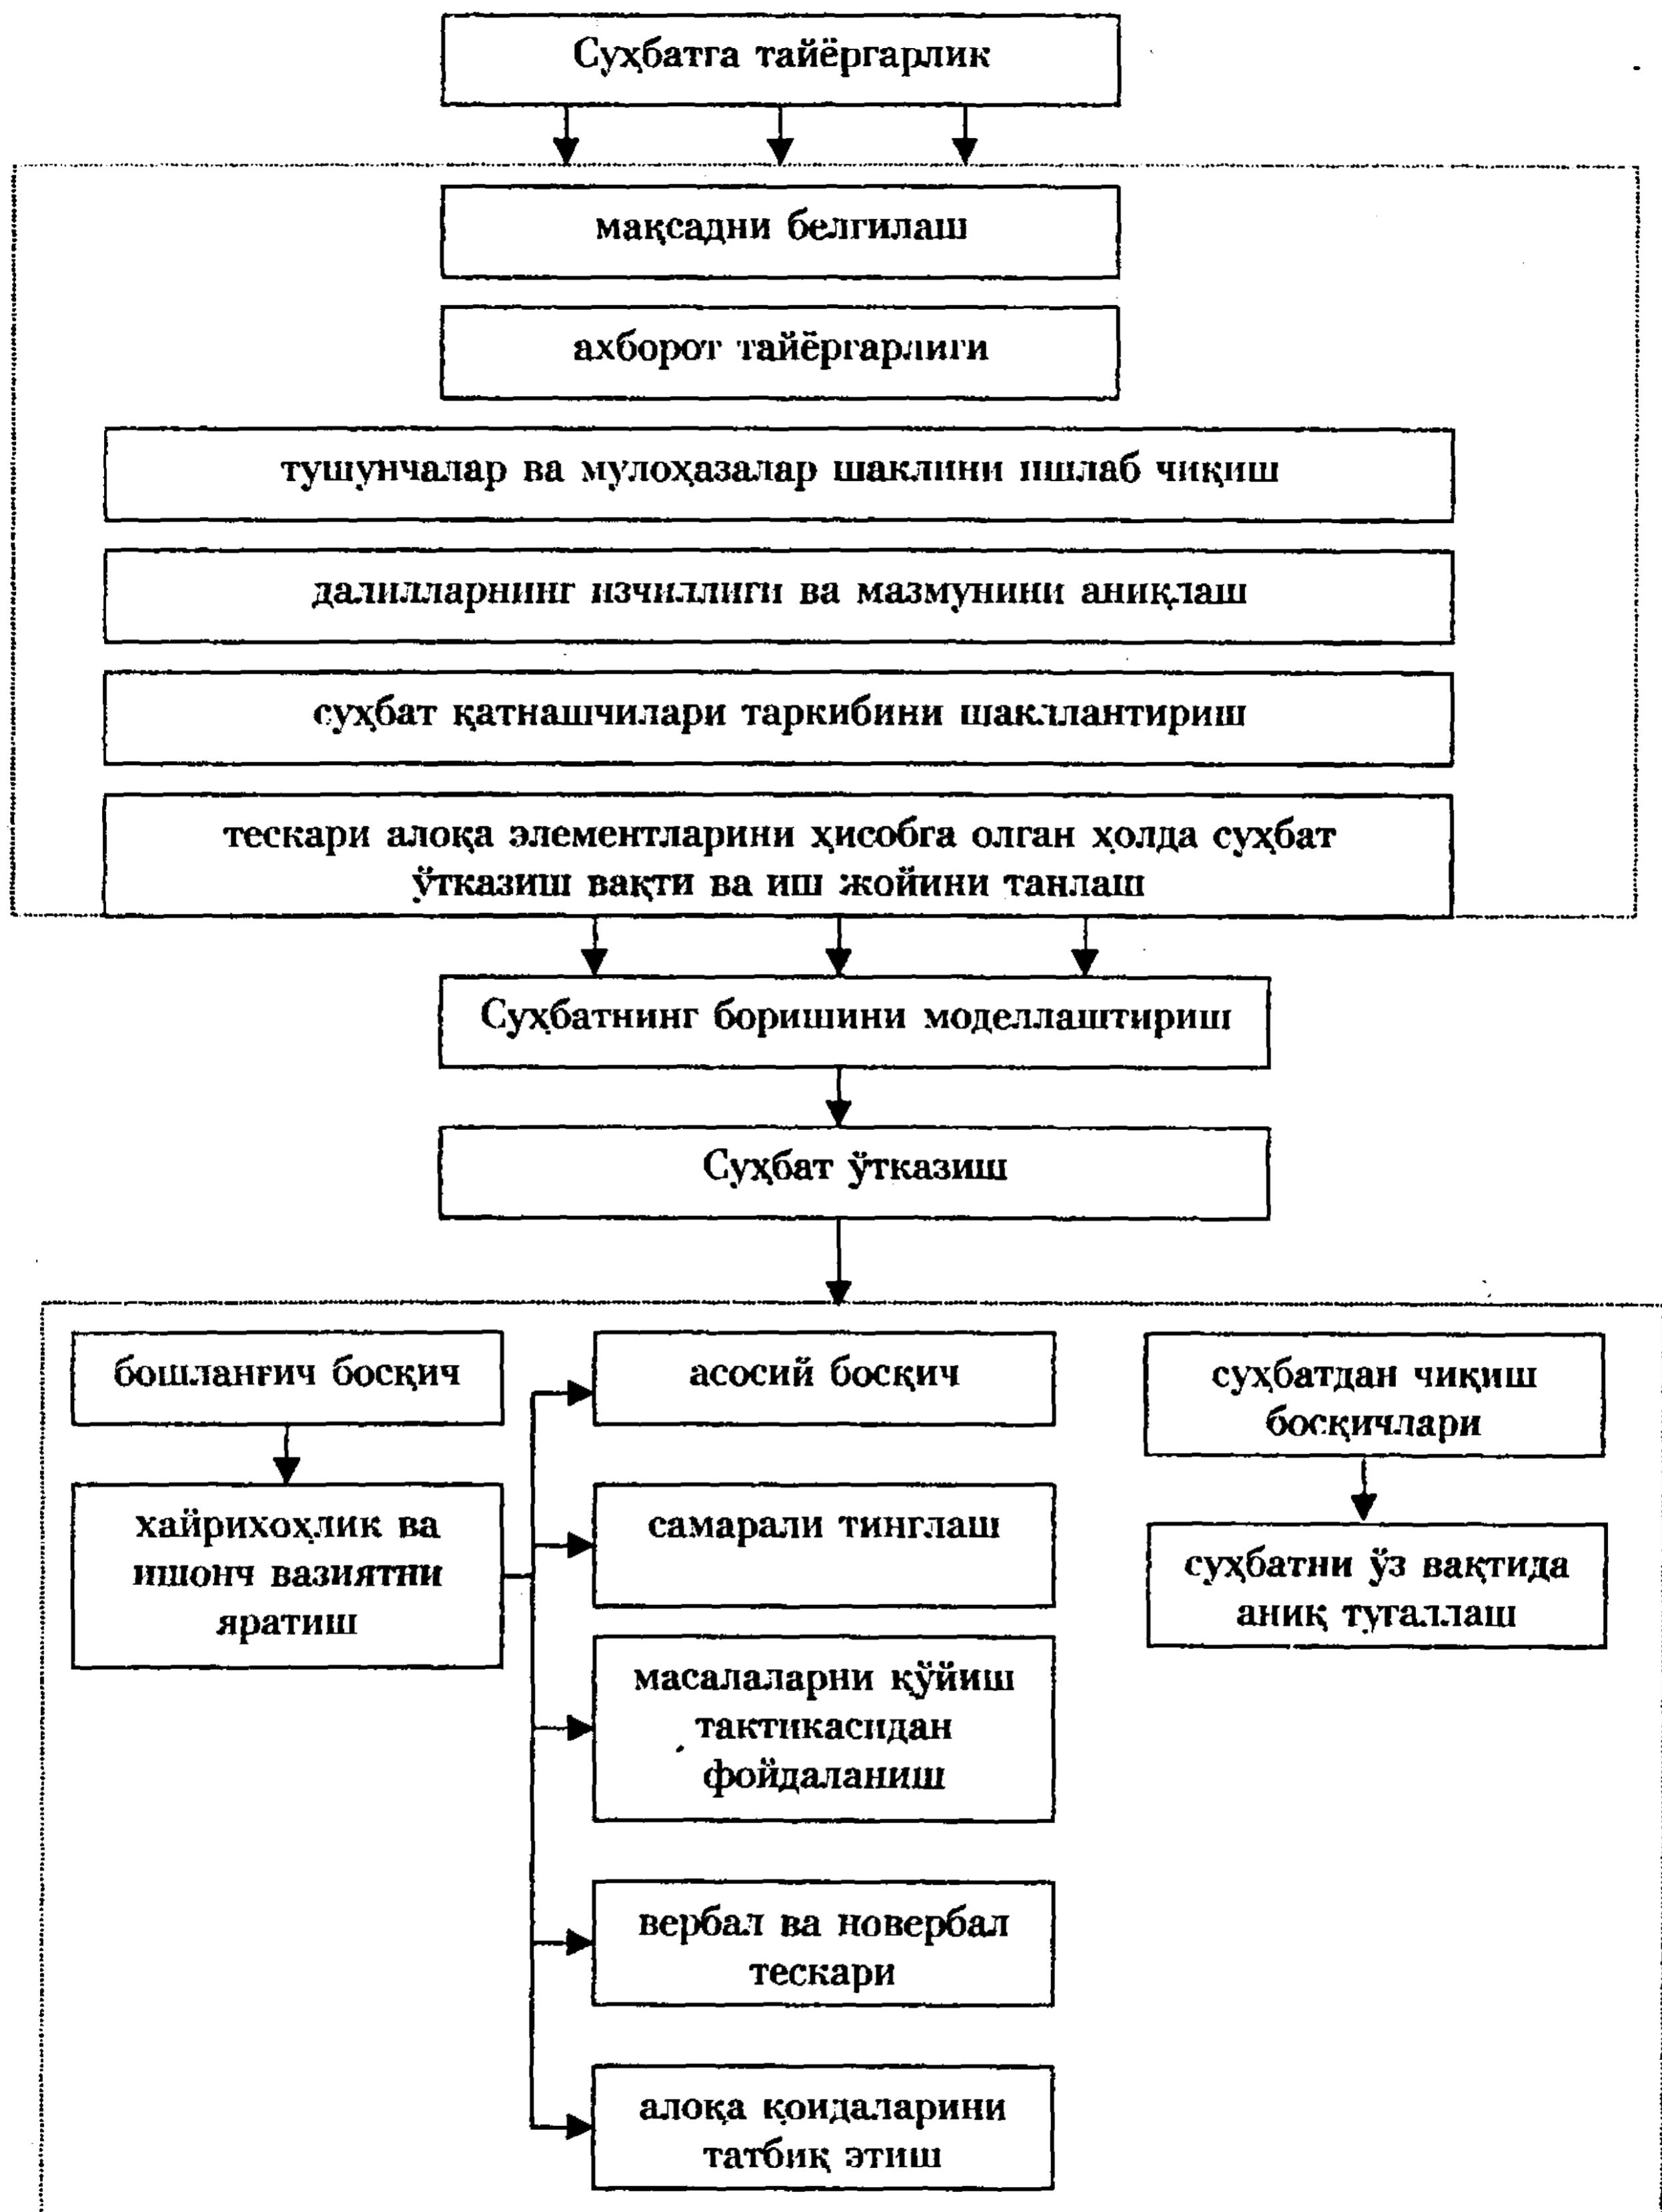 Суҳбатга тайёргарлик
мақсадни белгилаш
ахборот тайёргарлиги
тушунчалар ва мулоҳазалар шаклини ишлаб чиқиш
далилларнинг изчиллиги ва мазмунини аниқлаш
суҳбат қатнашчилари таркибини шакллантириш
тескари алоқа элементларини ҳисобга олган ҳолда суҳбат
ўтказиш вақти ва иш жойини танлаш
Суҳбатнинг боришини моделлаштириш
Суҳбат ўтказиш
бошланғич босқич
хайрихоҳлик ва
ишонч вазиятни
яратиш
асосий босқич
самарали тинглаш
масалаларни қўйиш
тактикасидан
фойдаланиш
вербал ва новербал
тескари
алоқа қоидаларини
татбиқ этиш
суҳбатдан чиқиш
босқичлари
суҳбатни ўз вақтида
аниқ тугаллаш